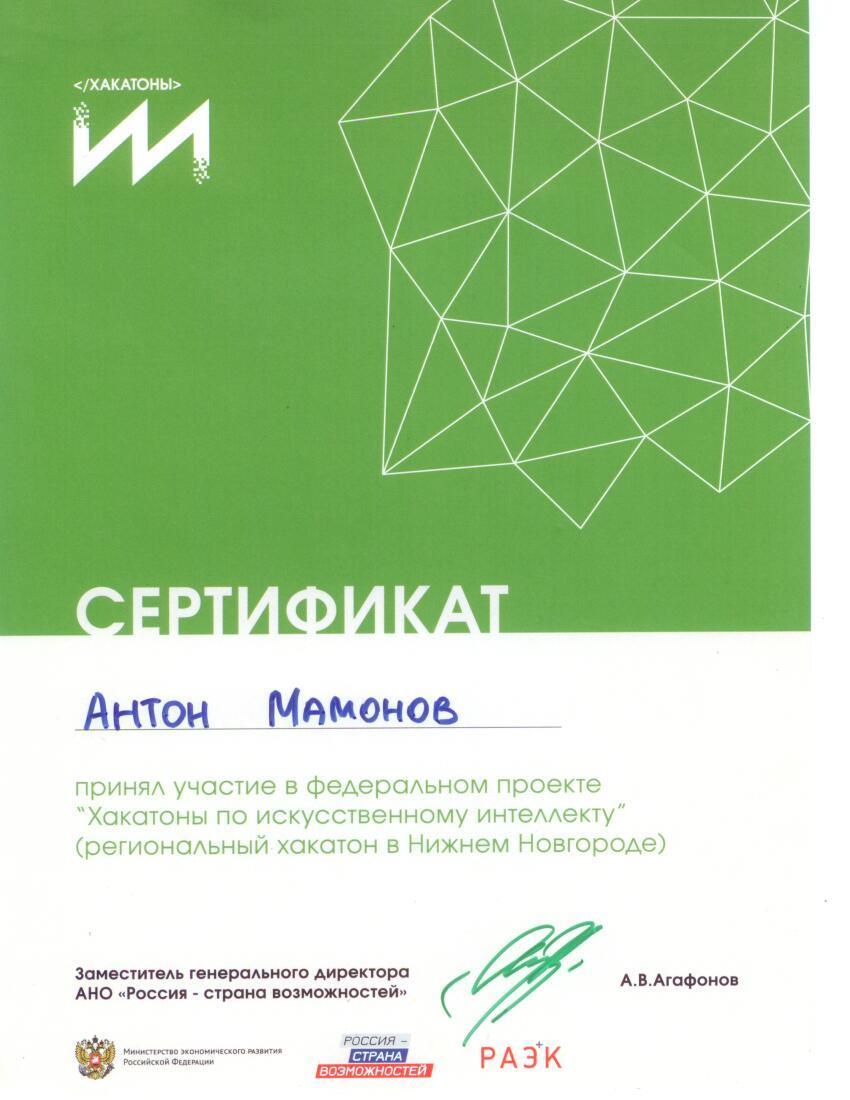 </ХАКАТОНЫ>
ИИ
СЕРТИФИКАТ
Антон Мамонов
принял участие в федеральном проекте
"Хакатоны по искусственному интеллекту"
(региональный хакатон в Нижнем Новгороде)
Заместитель генерального директора
АНО «Россия - страна возможностей»
А.В.Агафонов
Министерство экономического развития
Российской Федерации
РОССИЯ –
СТРАНА
ВОЗМОЖНОСТЕЙ
РАЭК